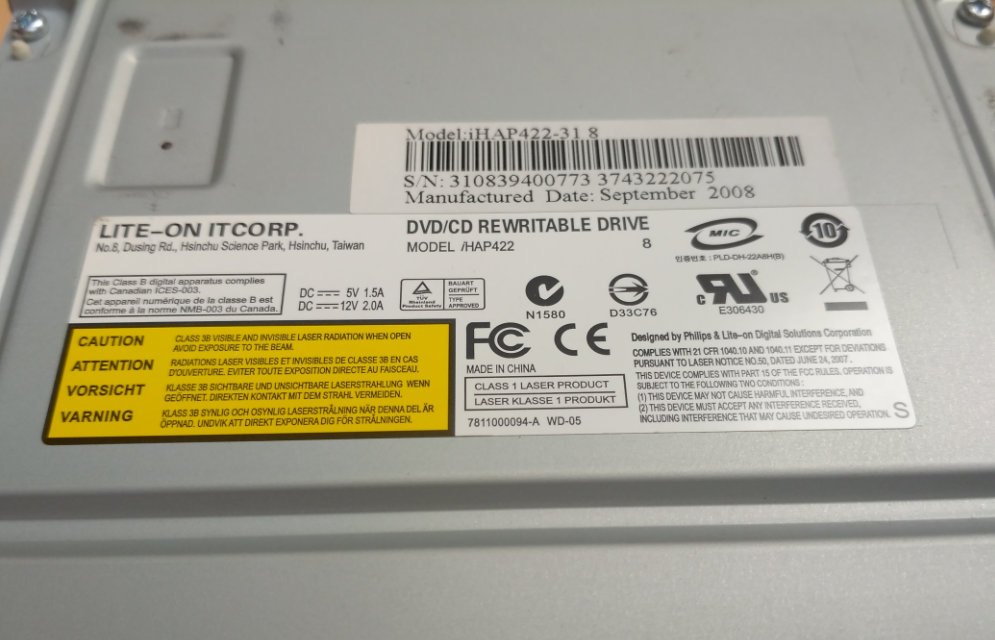 Model:iHAP422-31 8
S/N: 310839400773 3743222075
Manufactured Date: September 2008
LITE-ON ITCORP.
No.8, Dusing Rd., Hsinchu Science Park, Hsinchu, Taiwan
DVD/CD REWRITABLE DRIVE
MODEL iHAP422 8
MIC
인증번호 : PLD-DH-22A8H(B)
10
This Class B digital apparatus complies
with Canadian ICES-003.
Cet appareil numérique de la classe B est
conforme à la norme NMB-003 du Canada.
DC 5V 1.5A
DC 12V 2.0A
TÜV
Rheinland
Product Safety
BAUART
GEPRÜFT
TYPE
APPROVED
N1580
D33C76
c RU US
E306430
CAUTION CLASS 3B VISIBLE AND INVISIBLE LASER RADIATION WHEN OPEN
AVOID EXPOSURE TO THE BEAM.
ATTENTION RADIATIONS LASER VISIBLES ET INVISIBLES DE CLASSE 3B EN CAS
D'OUVERTURE. EVITER TOUTE EXPOSITION DIRECTE AU FAISCEAU.
VORSICHT KLASSE 3B SICHTBARE UND UNSICHTBARE LASERSTRAHLUNG WENN
GEÖFFNET. DIREKTEN KONTAKT MIT DEM STRAHL VERMEIDEN.
VARNING KLASS 3B SYNLIG OCH OSYNLIG LASERSTRÅLNING NÄR DENNA DEL ÄR
ÖPPNAD. UNDVIK ATT DIREKT EXPONERA DIG FÖR STRÅLNINGEN.
FC CE
MADE IN CHINA
CLASS 1 LASER PRODUCT
LASER KLASSE 1 PRODUKT
7811000094-A WD-05
Designed by Philips & Lite-on Digital Solutions Corporation
COMPLIES WITH 21 CFR 1040.10 AND 1040.11 EXCEPT FOR DEVIATIONS
PURSUANT TO LASER NOTICE NO.50, DATED JUNE 24, 2007 .
THIS DEVICE COMPLIES WITH PART 15 OF THE FCC RULES. OPERATION IS
SUBJECT TO THE FOLLOWING TWO CONDITIONS :
(1) THIS DEVICE MAY NOT CAUSE HARMFUL INTERFERENCE, AND
(2) THIS DEVICE MUST ACCEPT ANY INTERFERENCE RECEIVED,
INCLUDING INTERFERENCE THAT MAY CAUSE UNDESIRED OPERATION. S